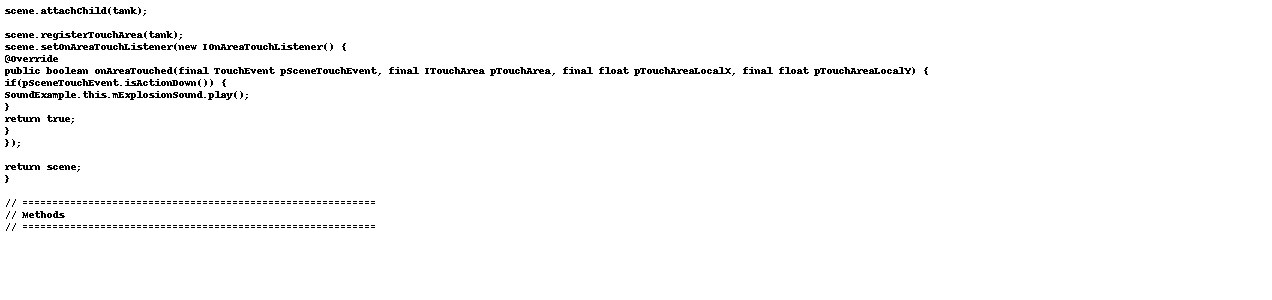 scene.attachChild(tank);

scene.registerTouchArea(tank);
scene.setOnAreaTouchListener(new IOnAreaTouchListener() {
@Override
public boolean onAreaTouched(final TouchEvent pSceneTouchEvent, final ITouchArea pTouchArea, final float pTouchAreaLocalX, final float pTouchAreaLocalY) {
if(pSceneTouchEvent.isActionDown()) {
SoundExample.this.mExplosionSound.play();
}
return true;
}
});

return scene;
}

// ===========================================================
// Methods
// ===========================================================